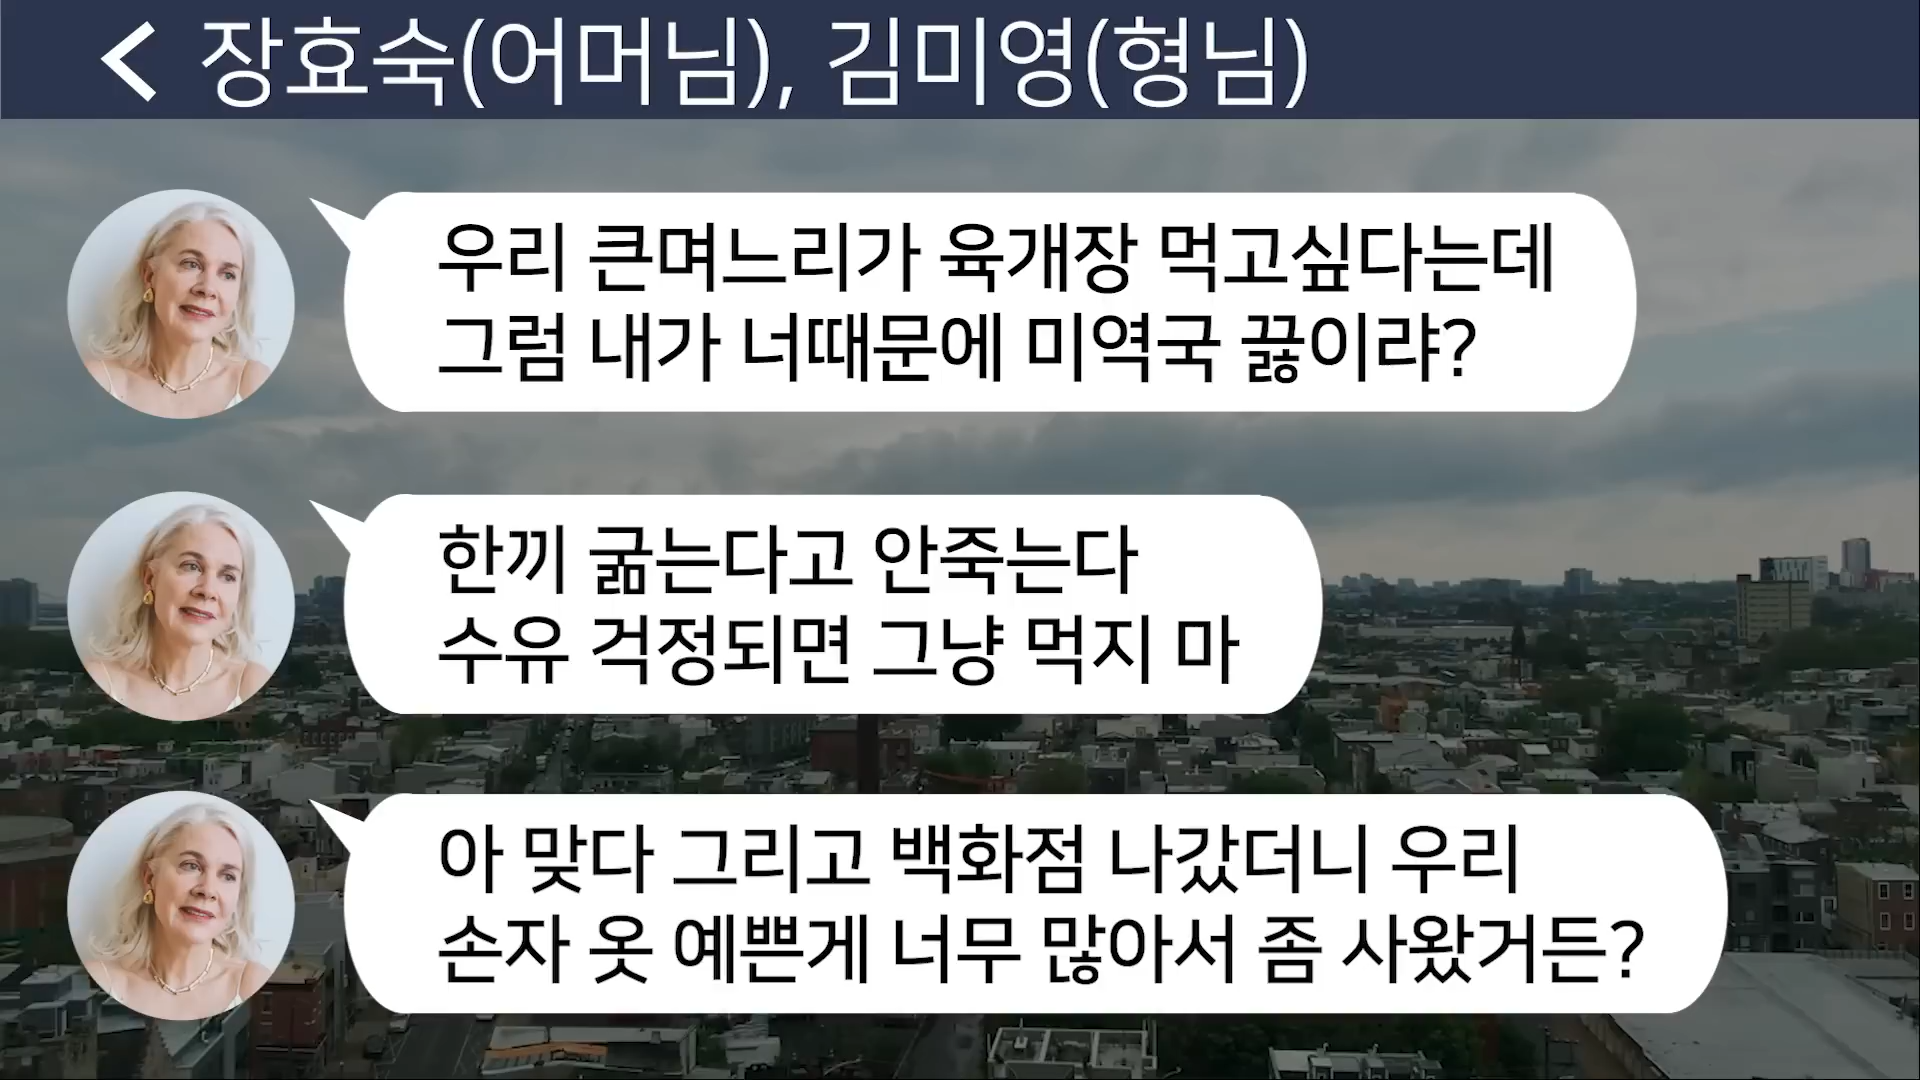 장효숙(어머님), 김미영(형님)
우리 큰며느리가 육개장 먹고싶다는데
그럼 내가 너때문에 미역국 끓이랴?
한끼 굶는다고 안죽는다
수유 걱정되면 그냥 먹지 마
아 맞다 그리고 백화점 나갔더니 우리
손자 옷 예쁜게 너무 많아서 좀 사왔거든?